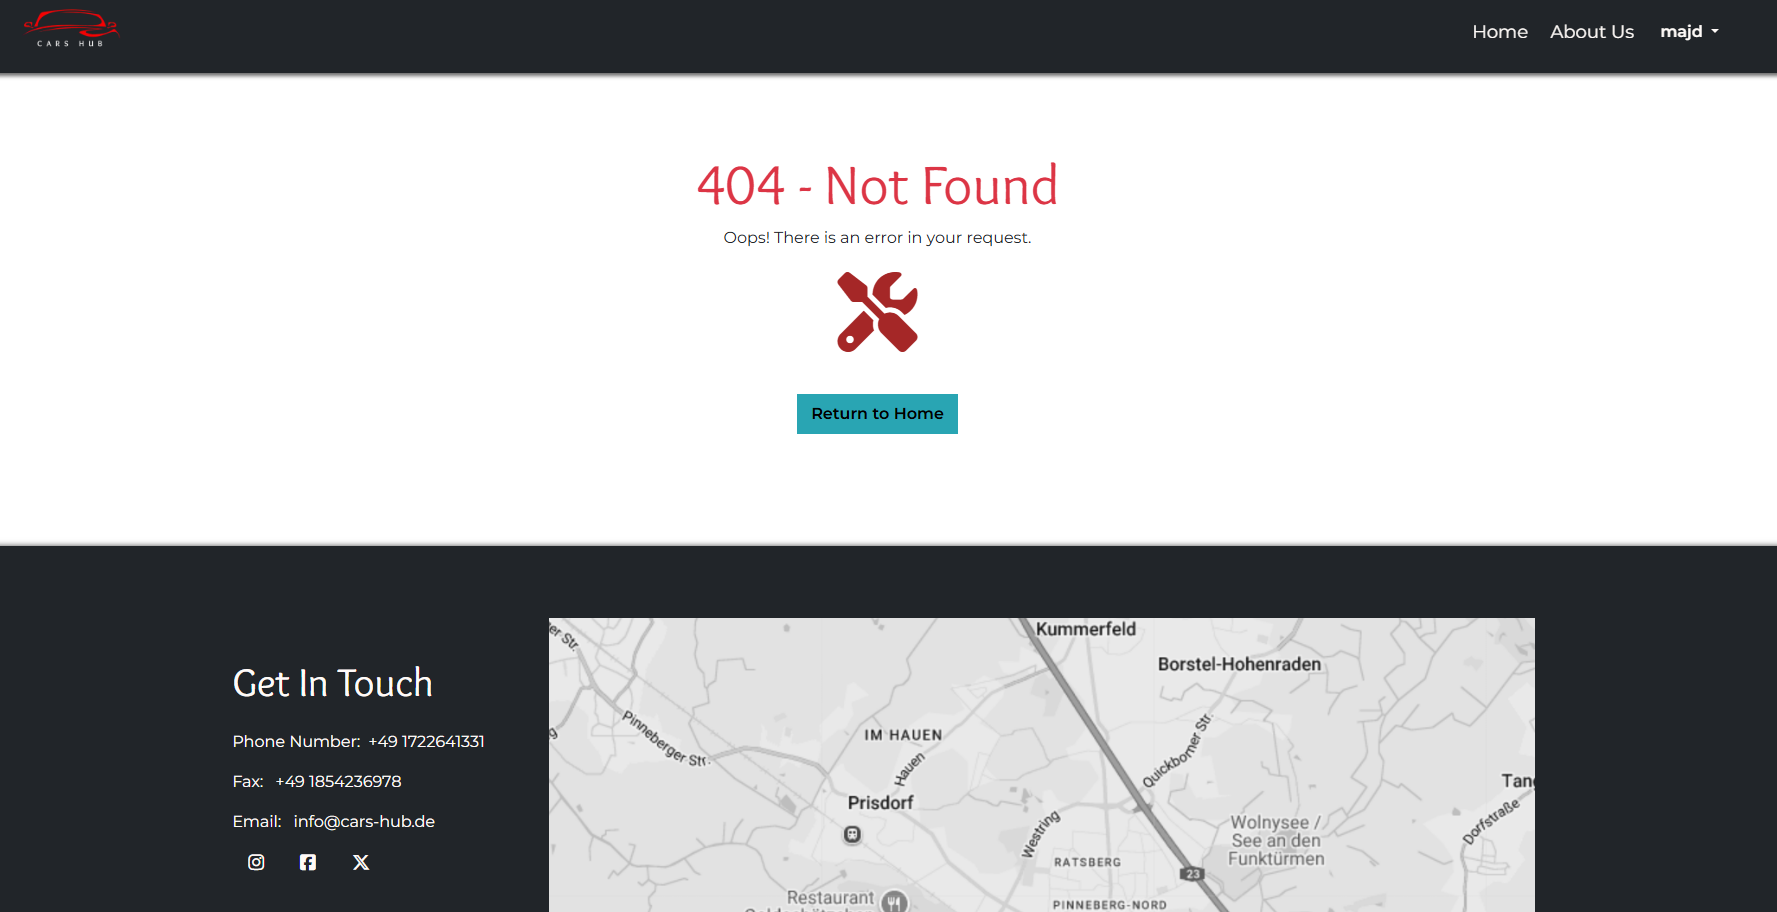 CARS HUB
Home About Us majd
404 - Not Found
Oops! There is an error in your request.
Return to Home
Get In Touch
Phone Number: +49 1722641331
Fax: +49 1854236978
Email: info@cars-hub.de
er Str.
Kummerfeld
Borstel-Hohenraden
Pinneberger Str.
IM HAUEN
Hauen
Quickborner Str.
Prisdorf
Tang
Dorfstraße
Westring
Wolnysee /
See an den
Funktürmen
RATSBERG
23
Restaurant
PINNEBERG-NORD